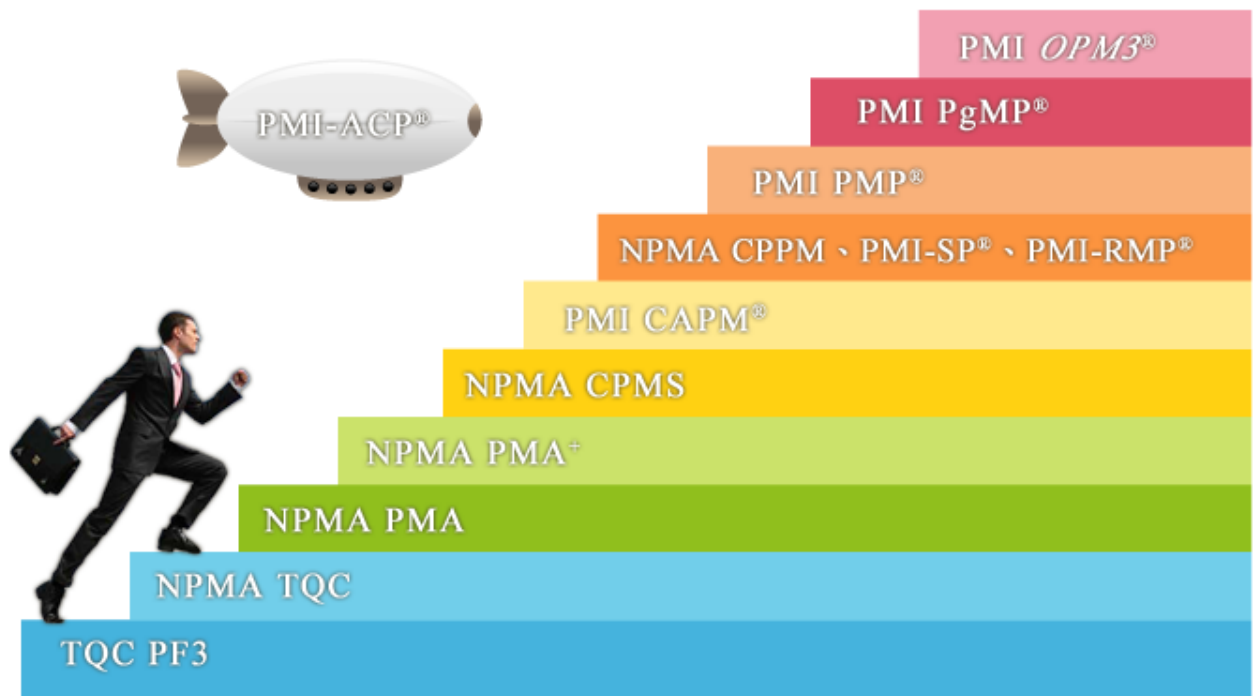 PMI OPM3®
PMI PgMP®
PMI-ACP®
PMI PMP®
NPMA CPPM、PMI-SP®、PMI-RMP®
PMI CAPM®
NPMA CPMS
NPMA PMA⁺
NPMA PMA
NPMA TQC
TQC PF3